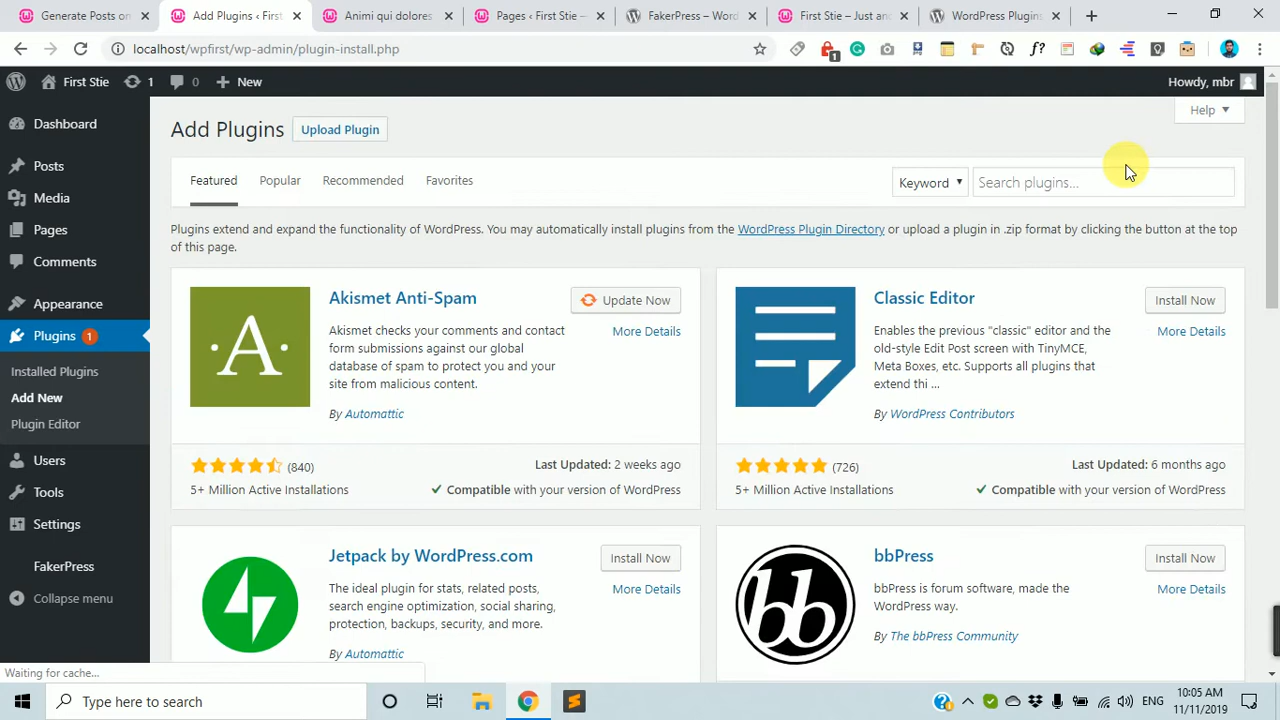 Generate Posts on
Add Plugins ‹ First
Animi qui dolores
Pages ‹ First Stie —
FakerPress – Word
First Stie – Just an
WordPress Plugins
localhost/wpfirst/wp-admin/plugin-install.php
First Stie
1
0
New
Howdy, mbr
Dashboard
Posts
Media
Pages
Comments
Appearance
Plugins 1
Installed Plugins
Add New
Plugin Editor
Users
Tools
Settings
FakerPress
Collapse menu
Add Plugins
Upload Plugin
Help
Featured
Popular
Recommended
Favorites
Keyword
Search plugins...
Plugins extend and expand the functionality of WordPress. You may automatically install plugins from the WordPress Plugin Directory or upload a plugin in .zip format by clicking the button at the top
of this page.
Akismet Anti-Spam
Update Now
More Details
Akismet checks your comments and contact
form submissions against our global
database of spam to protect you and your
site from malicious content.
By Automattic
(840)
5+ Million Active Installations
Last Updated: 2 weeks ago
Compatible with your version of WordPress
Classic Editor
Install Now
More Details
Enables the previous "classic" editor and the
old-style Edit Post screen with TinyMCE,
Meta Boxes, etc. Supports all plugins that
extend thi ...
By WordPress Contributors
(726)
5+ Million Active Installations
Last Updated: 6 months ago
Compatible with your version of WordPress
Jetpack by WordPress.com
Install Now
More Details
The ideal plugin for stats, related posts,
search engine optimization, social sharing,
protection, backups, security, and more.
By Automattic
bbPress
Install Now
More Details
bbPress is forum software, made the
WordPress way.
By The bbPress Community
Waiting for cache...
Type here to search
ENG
10:05 AM
11/11/2019